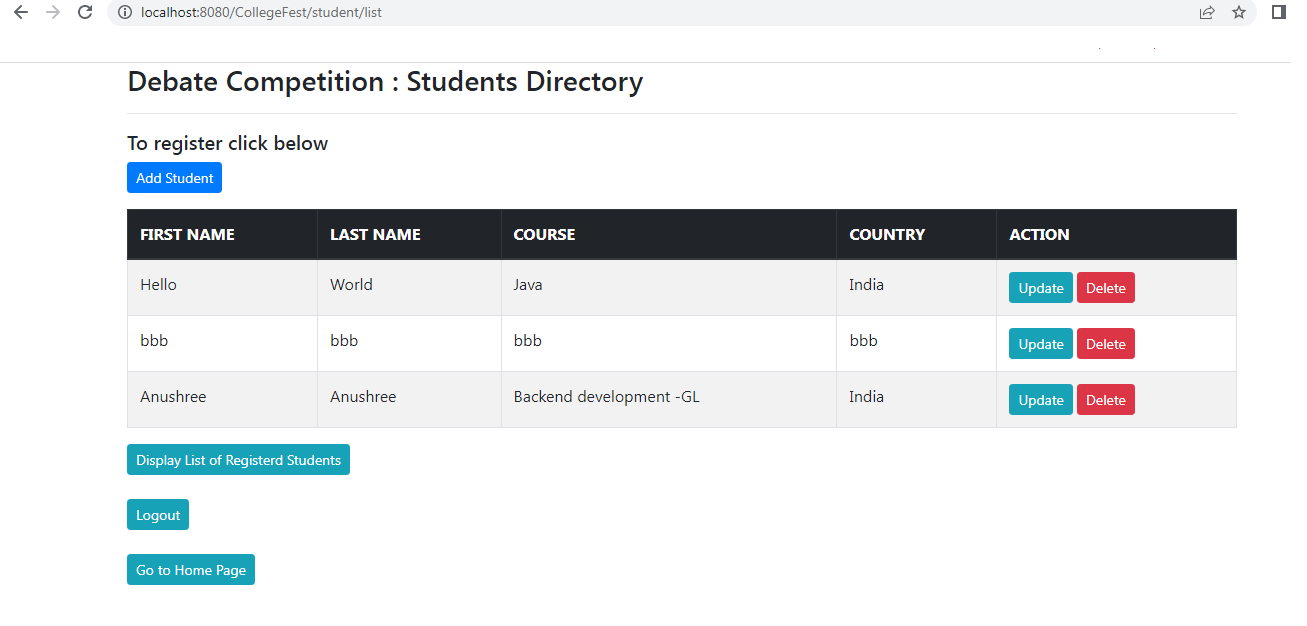 localhost:8080/CollegeFest/student/list
Debate Competition : Students Directory
To register click below
Add Student
FIRST NAME LAST NAME COURSE COUNTRY ACTION
Hello World Java India Update Delete
bbb bbb bbb bbb Update Delete
Anushree Anushree Backend development -GL India Update Delete
Display List of Registerd Students
Logout
Go to Home Page